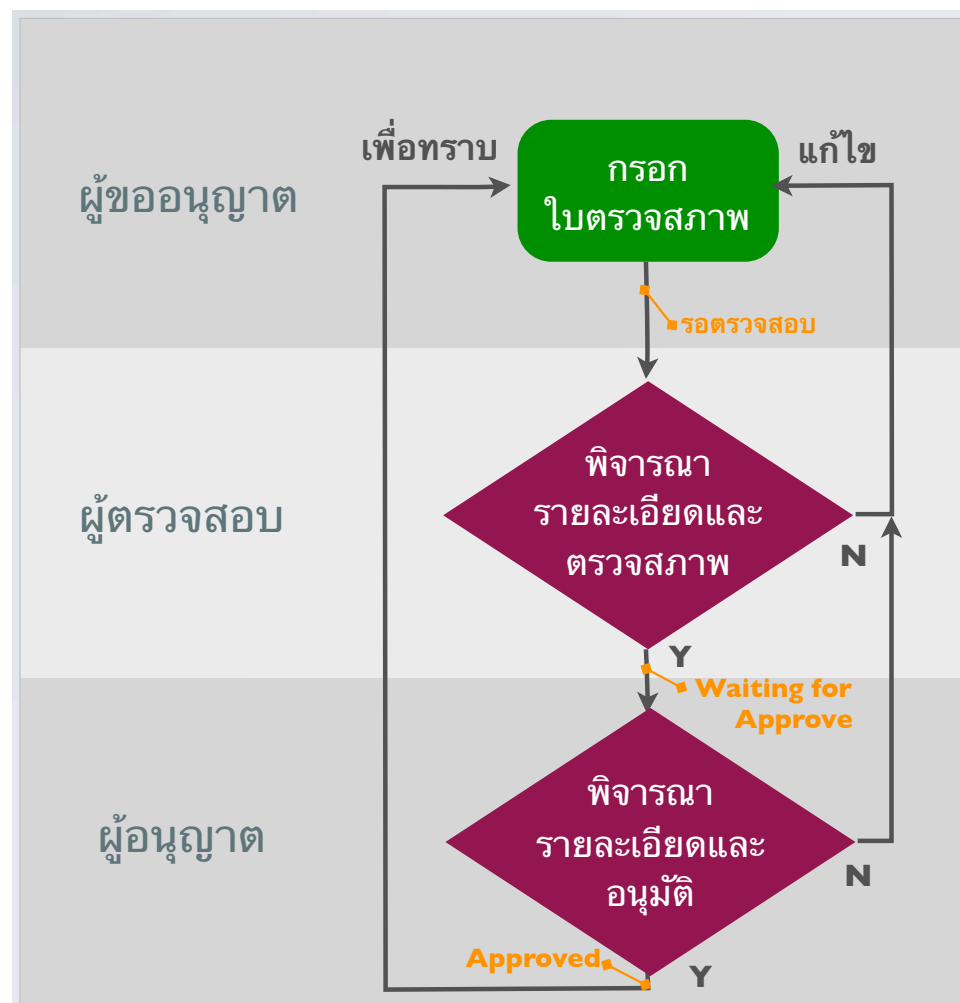 เพื่อทราบ
กรอก
ใบตรวจสภาพ
แก้ไข
ผู้ขออนุญาต
รอตรวจสอบ
ผู้ตรวจสอบ
พิจารณา
รายละเอียดและ
ตรวจสภาพ
N
Y
Waiting for
Approve
ผู้อนุญาต
พิจารณา
รายละเอียดและ
อนุมัติ
N
Approved
Y